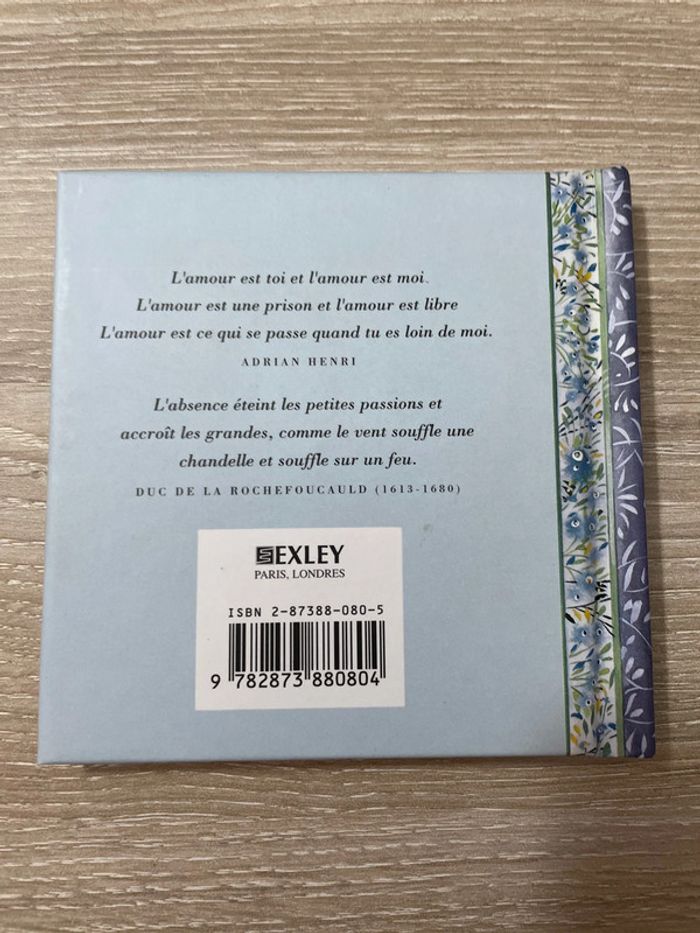 L'amour est toi et l'amour est moi.
L'amour est une prison et l'amour est libre
L'amour est ce qui se passe quand tu es loin de moi.
ADRIAN HENRI
L'absence éteint les petites passions et
accroît les grandes, comme le vent souffle une
chandelle et souffle sur un feu.
DUC DE LA ROCHEFOUCAULD (1613-1680)
EXLEY
PARIS, LONDRES
ISBN 2-87388-080-5
9 782873 880804